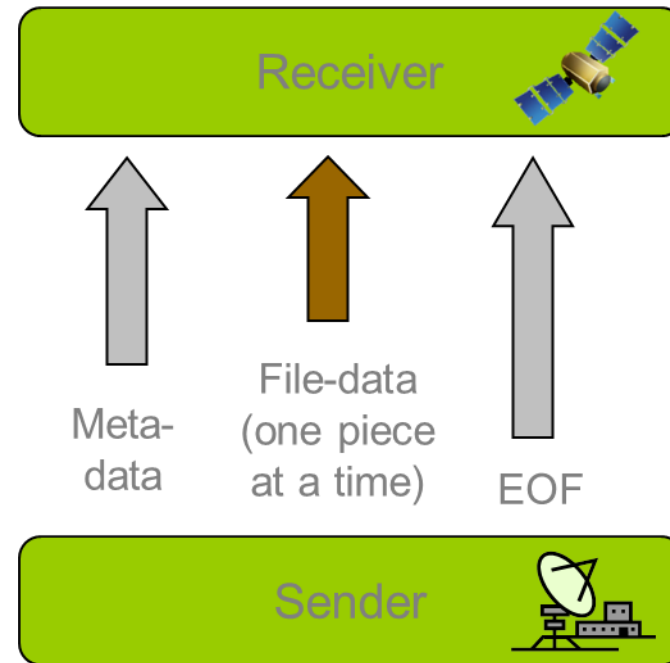 Receiver
Meta-
data
File-data
(one piece
at a time)
EOF
Sender